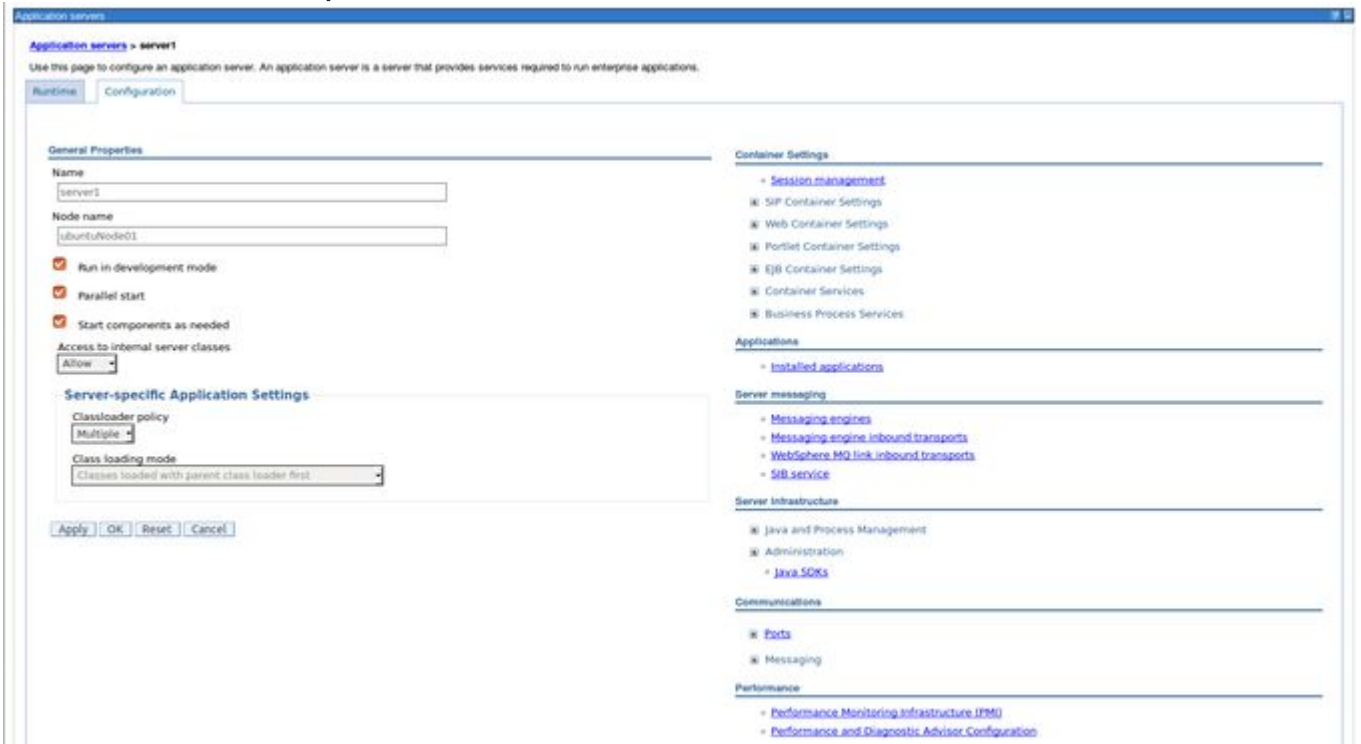 Application servers
Application servers > server1
Use this page to configure an application server. An application server is a server that provides services required to run enterprise applications.
Runtime
Configuration
General Properties
Name
server1
Node name
ubuntuNode01
Run in development mode
Parallel start
Start components as needed
Access to internal server classes
Allow
Server-specific Application Settings
Classloader policy
Multiple
Class loading mode
Classes loaded with parent class loader first
Apply OK Reset Cancel
Container Settings
Session management
SIP Container Settings
Web Container Settings
Portlet Container Settings
EJB Container Settings
Container Services
Business Process Services
Applications
Installed applications
Server messaging
Messaging engines
Messaging engine inbound transports
WebSphere MQ link inbound transports
SIB service
Server Infrastructure
Java and Process Management
Administration
Java SDKs
Communications
Ports
Messaging
Performance
Performance Monitoring Infrastructure (PMI)
Performance and Diagnostic Advisor Configuration